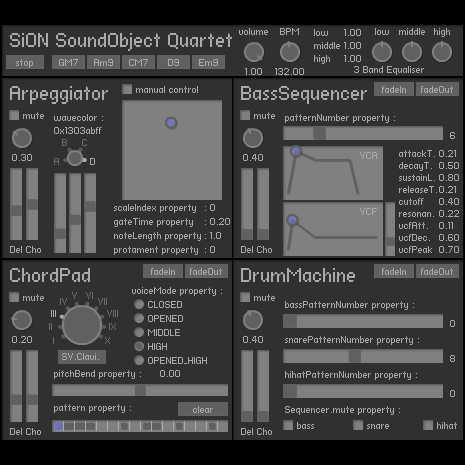 SiON SoundObject Quartet
stop GM7 Am9 CM7 D9 Em9
volume BPM low 1.00 low middle high
middle 1.00
high 1.00
1.00 132.00 3 Band Equaliser
Arpeggiator
mute
0.30
Del Cho
wavecolor :
0x1303abff
B C
A D
manual control
scaleIndex property : 0
gateTime property : 0.20
noteLength property : 1.0
protament property : 0
BassSequencer
fadeIn fadeOut
mute
0.40
Del Cho
patternNumber property :
6
VCA
VCF
attackT. 0.21
decayT. 0.50
sustainL. 0.80
releaseT. 0.21
cutoff 0.40
resonan. 0.22
vcfAtt. 0.11
vcfDec. 0.60
vcfPeak 0.70
ChordPad
fadeIn fadeOut
mute
0.20
Del Cho
I II III IV V VI VII VIII IX X
SY.Clavi.
voiceMode property :
CLOSED
OPENED
MIDDLE
HIGH
OPENED_HIGH
pitchBend property : 0.00
pattern property : clear
DrumMachine
fadeIn fadeOut
mute
0.40
Del Cho
bassPatternNumber property :
0
snarePatternNumber property :
8
hihatPatternNumber property :
0
Sequencer.mute property :
bass snare hihat